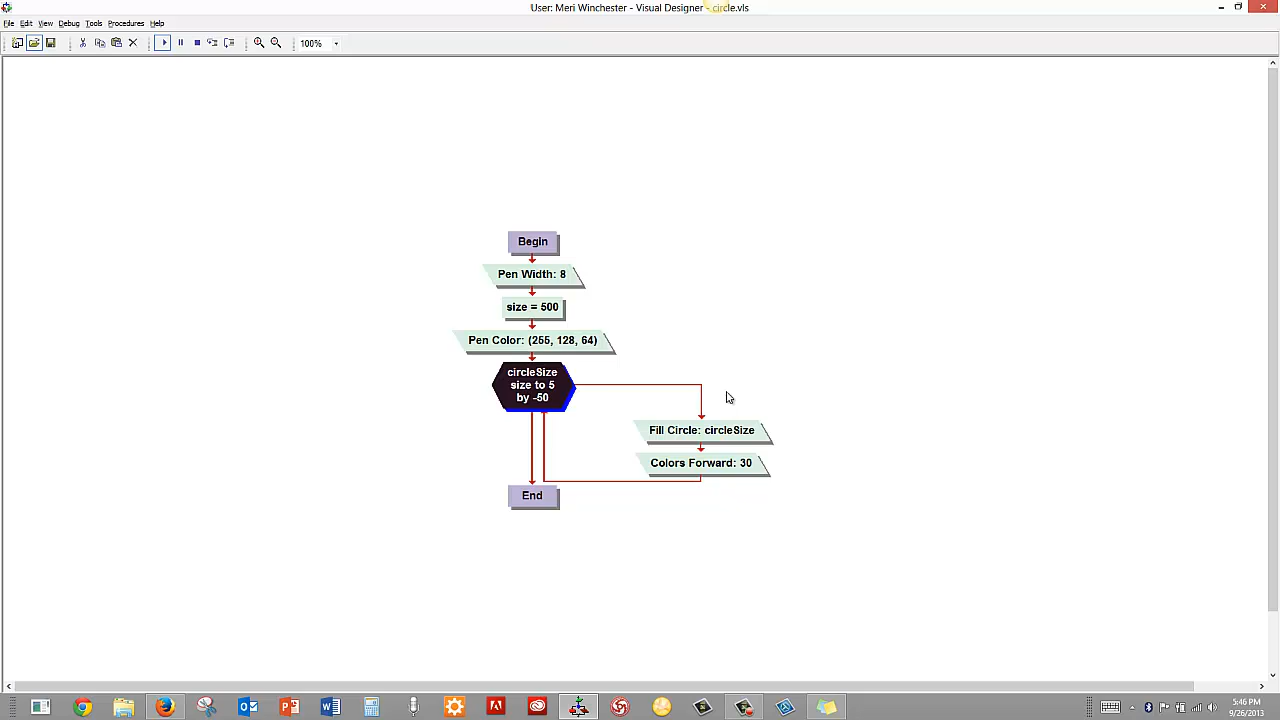 User: Meri Winchester - Visual Designer - circle.vls
File Edit View Debug Tools Procedures Help
100%
Begin
Pen Width: 8
size = 500
Pen Color: (255, 128, 64)
circleSize
size to 5
by -50
Fill Circle: circleSize
Colors Forward: 30
End
5:46 PM
9/26/2013